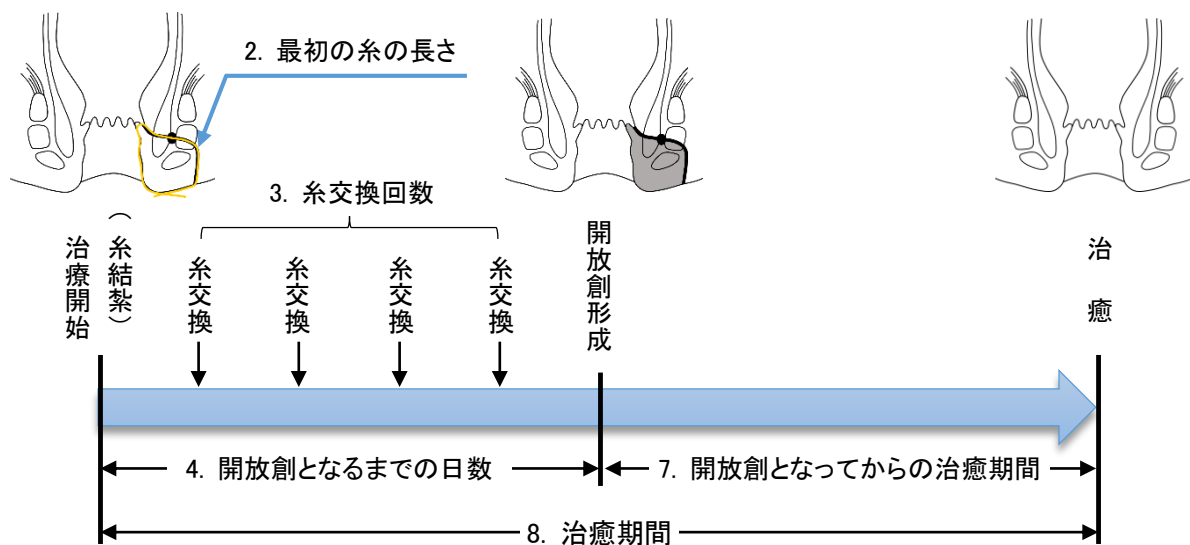 2. 最初の糸の長さ
3. 糸交換回数
治療開始
（糸結紮）
糸交換
糸交換
糸交換
糸交換
開放創形成
治癒
4. 開放創となるまでの日数
7. 開放創となってからの治癒期間
8. 治癒期間